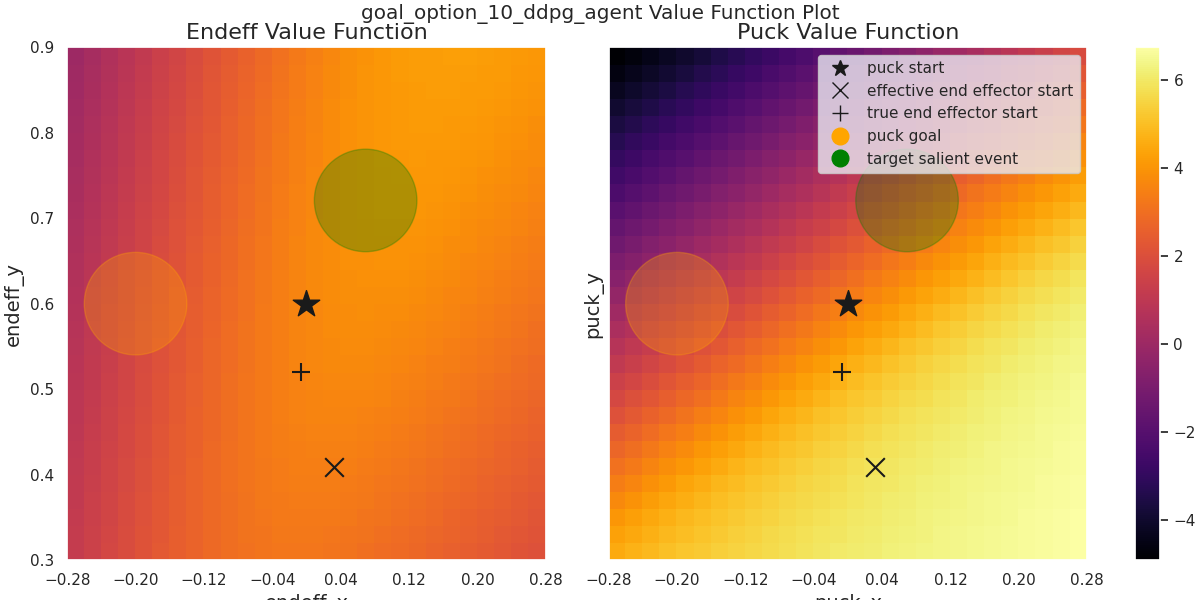 goal_option_10_ddpg_agent Value Function Plot
Endeff Value Function
Puck Value Function
endeff_y
0.9
0.8
0.7
0.6
0.5
0.4
0.3
−0.28 −0.20 −0.12 −0.04 0.04 0.12 0.20 0.28
endeff_x
puck_y
puck start
effective end effector start
true end effector start
puck goal
target salient event
−0.28 −0.20 −0.12 −0.04 0.04 0.12 0.20 0.28
puck_x
6
4
2
0
−2
−4